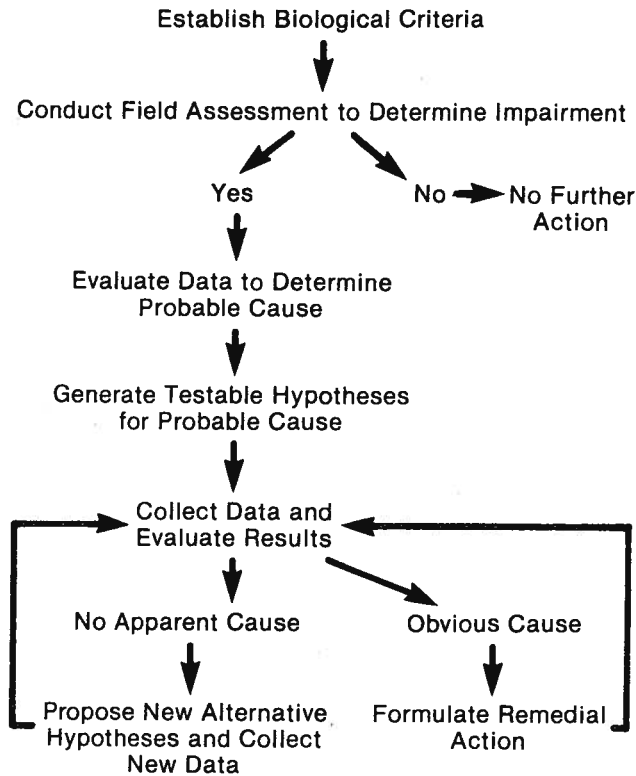 Establish Biological Criteria
Conduct Field Assessment to Determine Impairment
Yes
No
No Further
Action
Evaluate Data to Determine
Probable Cause
Generate Testable Hypotheses
for Probable Cause
Collect Data and
Evaluate Results
No Apparent Cause
Obvious Cause
Propose New Alternative
Hypotheses and Collect
New Data
Formulate Remedial
Action